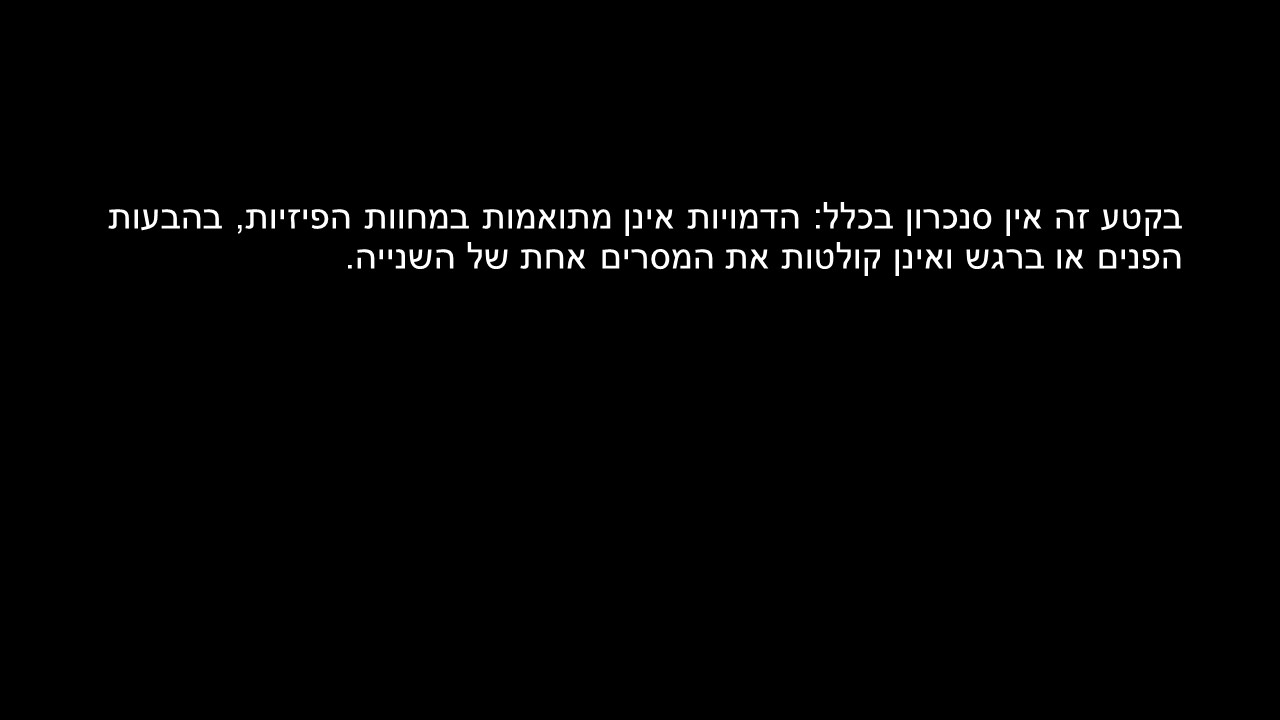 בקטע זה אין סנכרון בכלל: הדמויות אינן מתואמות במחוות הפיזיות, בהבעות
הפנים או ברגש ואינן קולטות את המסרים אחת של השנייה.